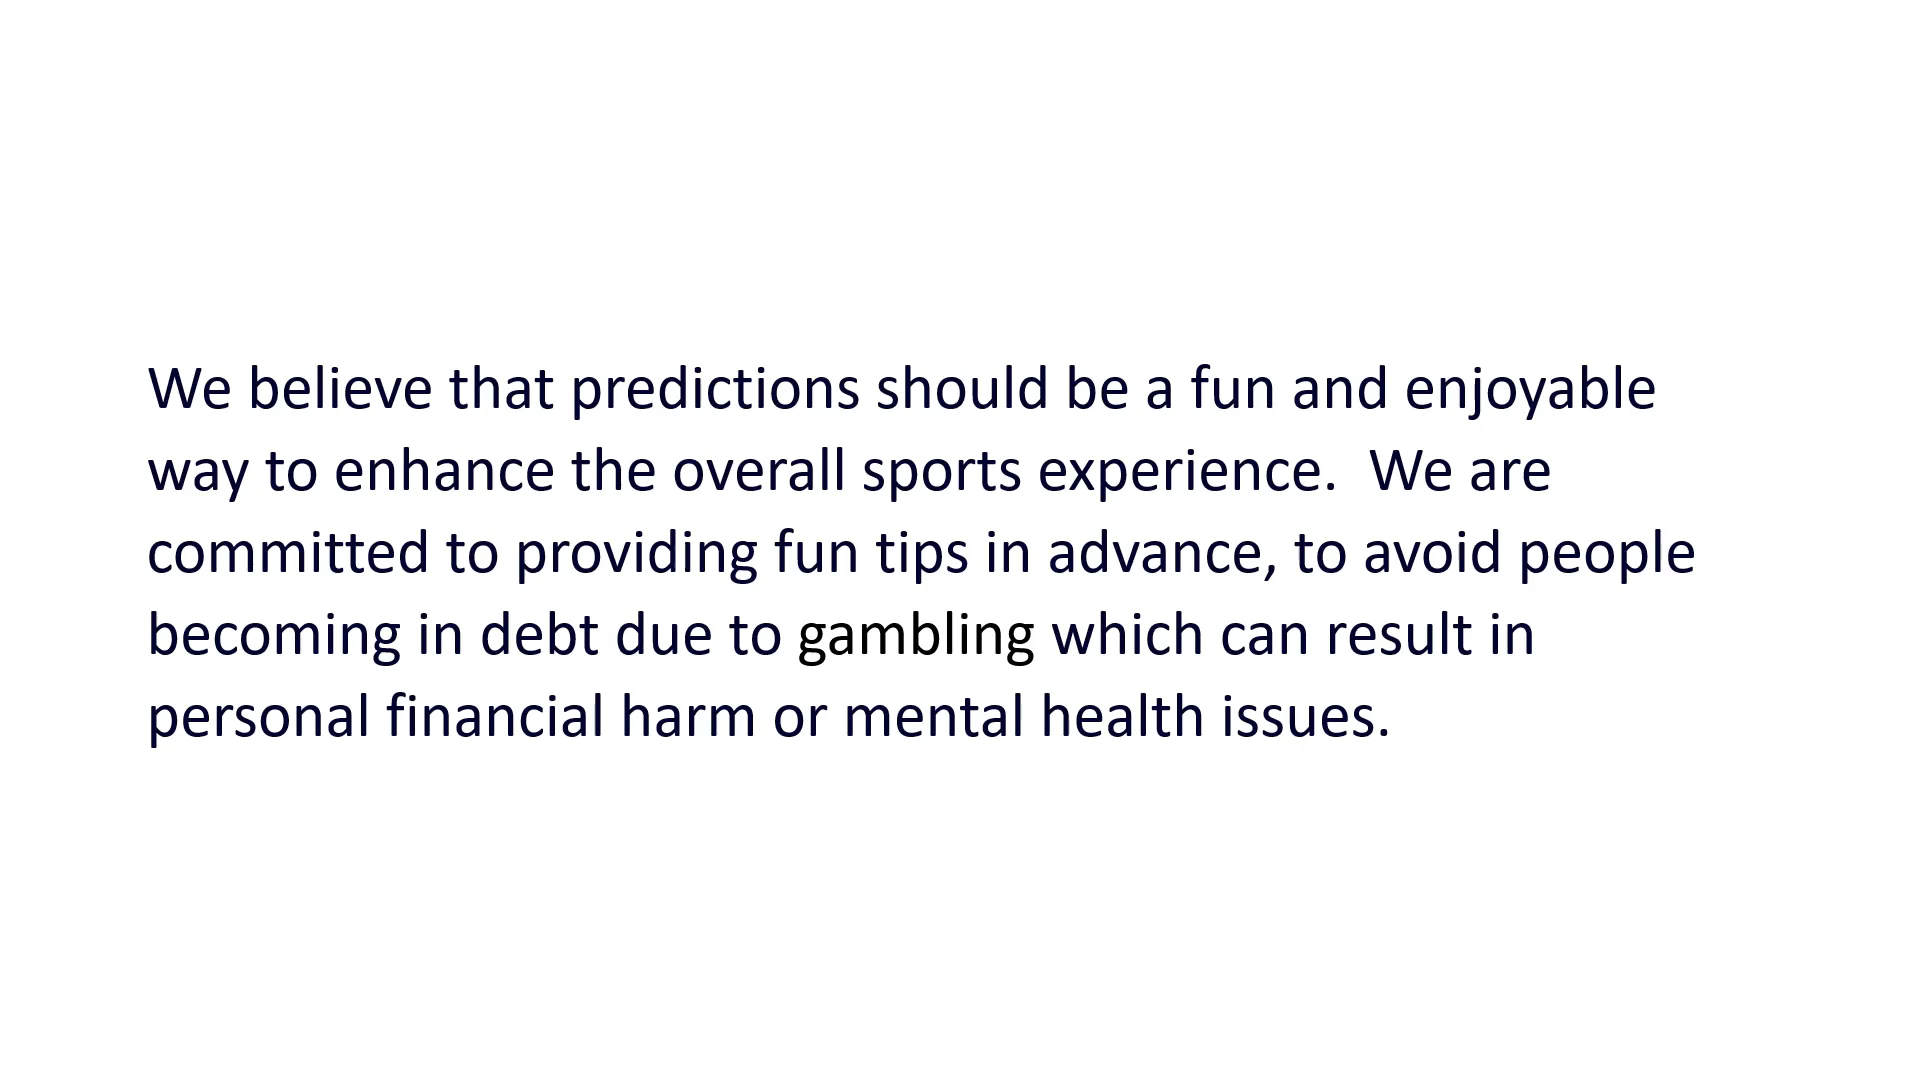 We believe that predictions should be a fun and enjoyable
way to enhance the overall sports experience.  We are
committed to providing fun tips in advance, to avoid people
becoming in debt due to gambling which can result in
personal financial harm or mental health issues.